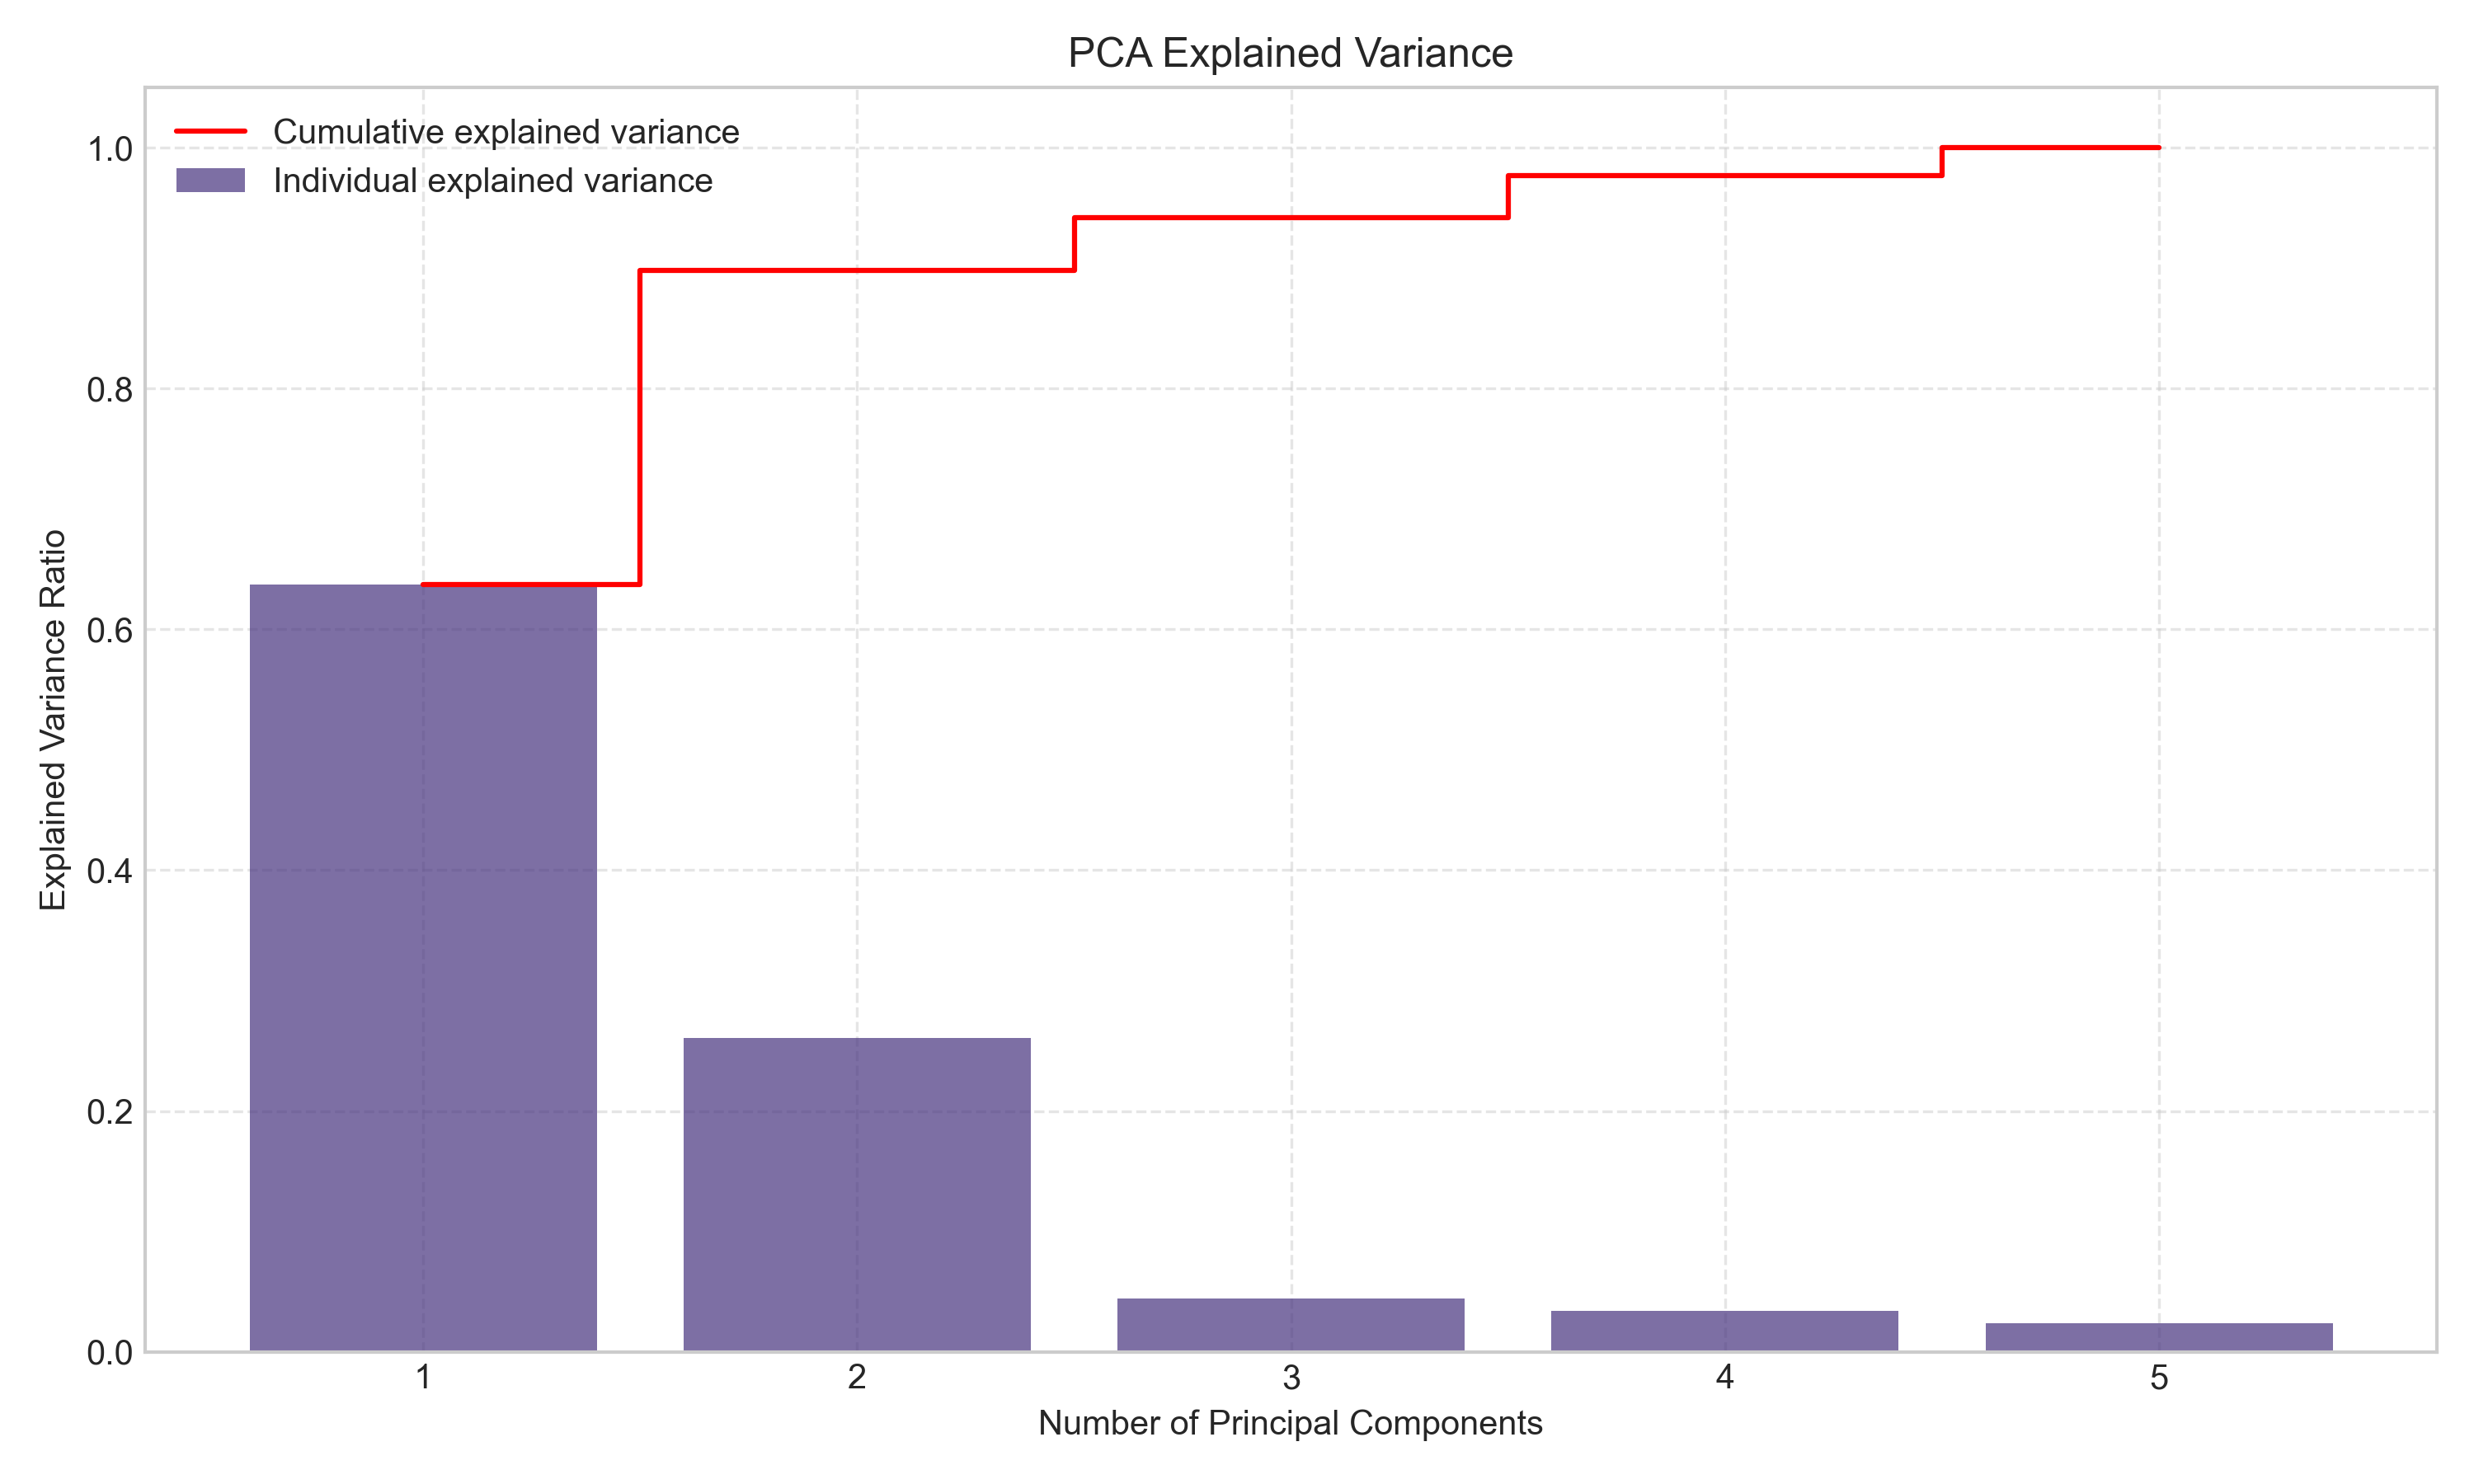 PCA Explained Variance
Cumulative explained variance
Individual explained variance
1.0
0.8
0.6
0.4
0.2
0.0
Explained Variance Ratio
1 2 3 4 5
Number of Principal Components